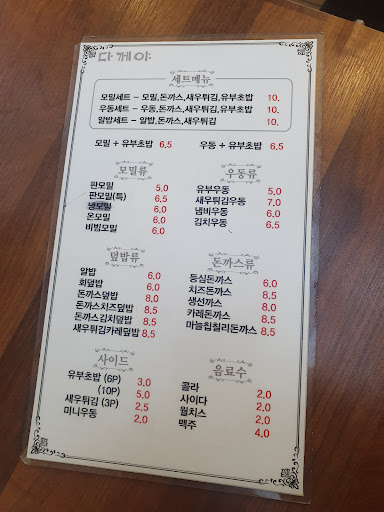 다께야
세트메뉴
모밀세트 – 모밀,돈까스,새우튀김,유부초밥 10.
우동세트 – 우동,돈까스,새우튀김,유부초밥 10.
알밥세트 – 알밥,돈까스,새우튀김 10.
모밀 + 유부초밥 6.5
우동 + 유부초밥 6.5
모밀류
판모밀 5.0
판모밀(특) 6.5
냉모밀 6.0
온모밀 6.0
비빔모밀 6.0
우동류
유부우동 5.0
새우튀김우동 7.0
냄비우동 6.0
김치우동 6.5
덮밥류
알밥 6.0
회덮밥 6.0
돈까스덮밥 8.0
돈까스치즈덮밥 8.5
돈까스김치덮밥 8.5
새우튀김카레덮밥 8.5
돈까스류
등심돈까스 6.0
치즈돈까스 8.5
생선까스 8.0
카레돈까스 8.5
마늘칩칠리돈까스 8.5
사이드
유부초밥 (6P) 3.0
(10P) 5.0
새우튀김 (3P) 2.5
미니우동 2.0
음료수
콜라 2.0
사이다 2.0
웰치스 2.0
맥주 4.0